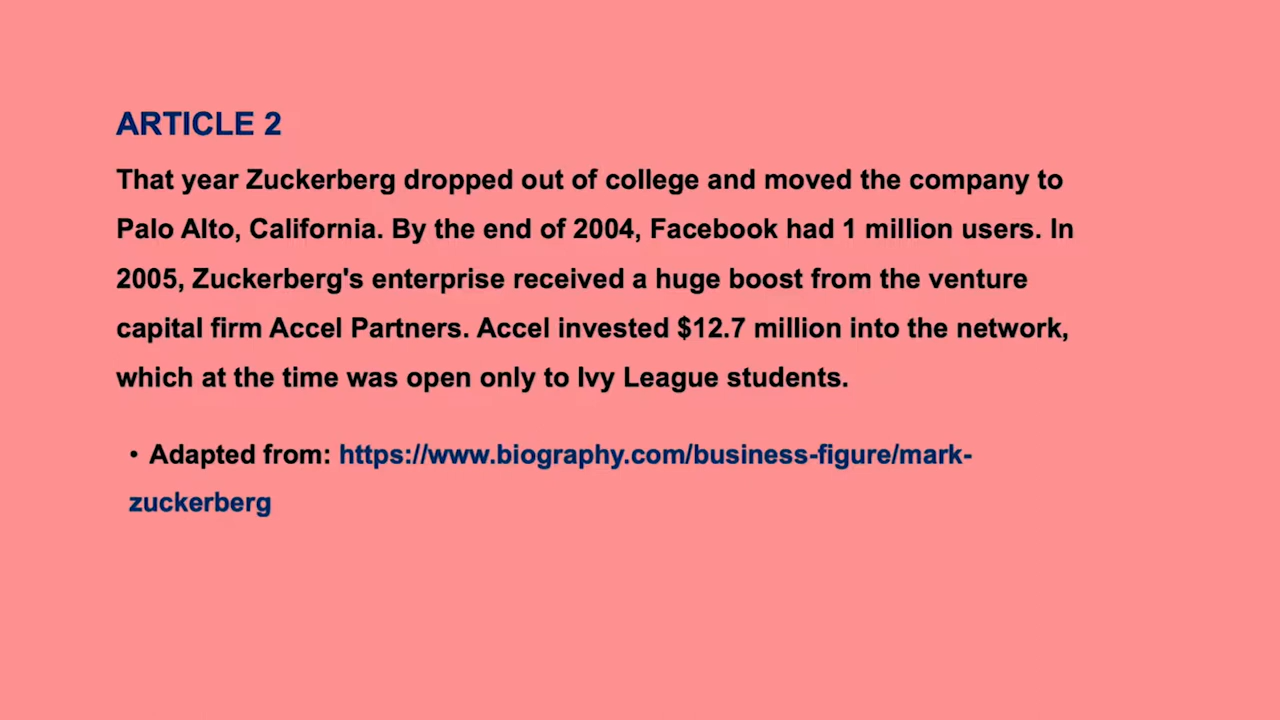 ARTICLE 2
That year Zuckerberg dropped out of college and moved the company to
Palo Alto, California. By the end of 2004, Facebook had 1 million users. In
2005, Zuckerberg's enterprise received a huge boost from the venture
capital firm Accel Partners. Accel invested $12.7 million into the network,
which at the time was open only to Ivy League students.
• Adapted from: https://www.biography.com/business-figure/mark-
zuckerberg